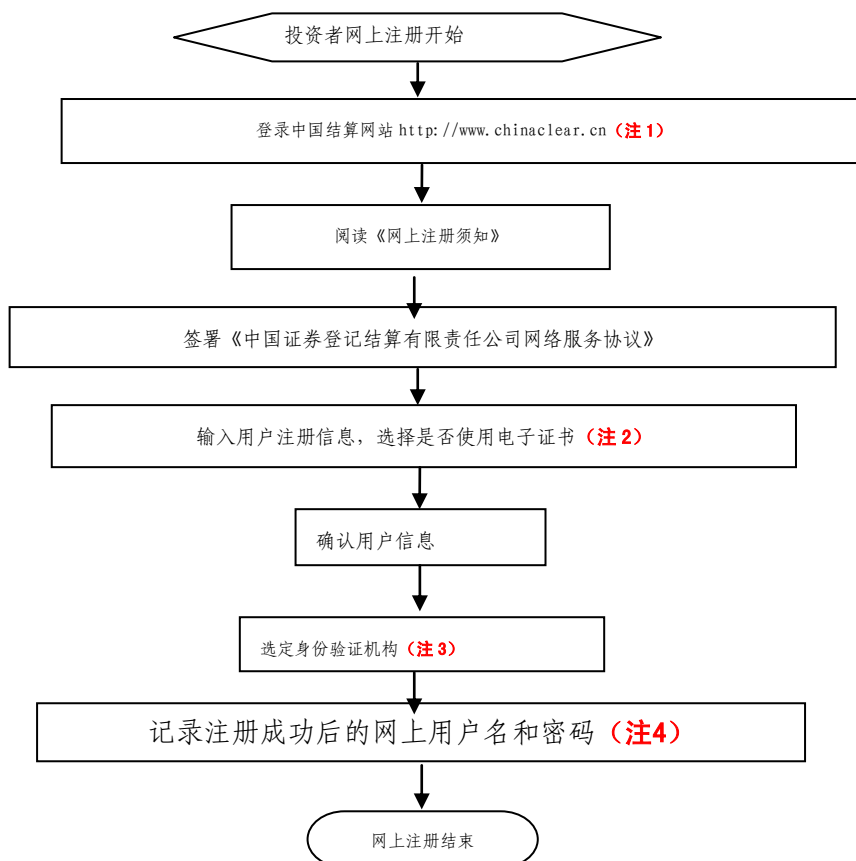 投资者网上注册开始
登录中国结算网站 http://www.chinaclear.cn（注1）
阅读《网上注册须知》
签署《中国证券登记结算有限责任公司网络服务协议》
输入用户注册信息，选择是否使用电子证书（注2）
确认用户信息
选定身份验证机构（注3）
记录注册成功后的网上用户名和密码（注4）
网上注册结束